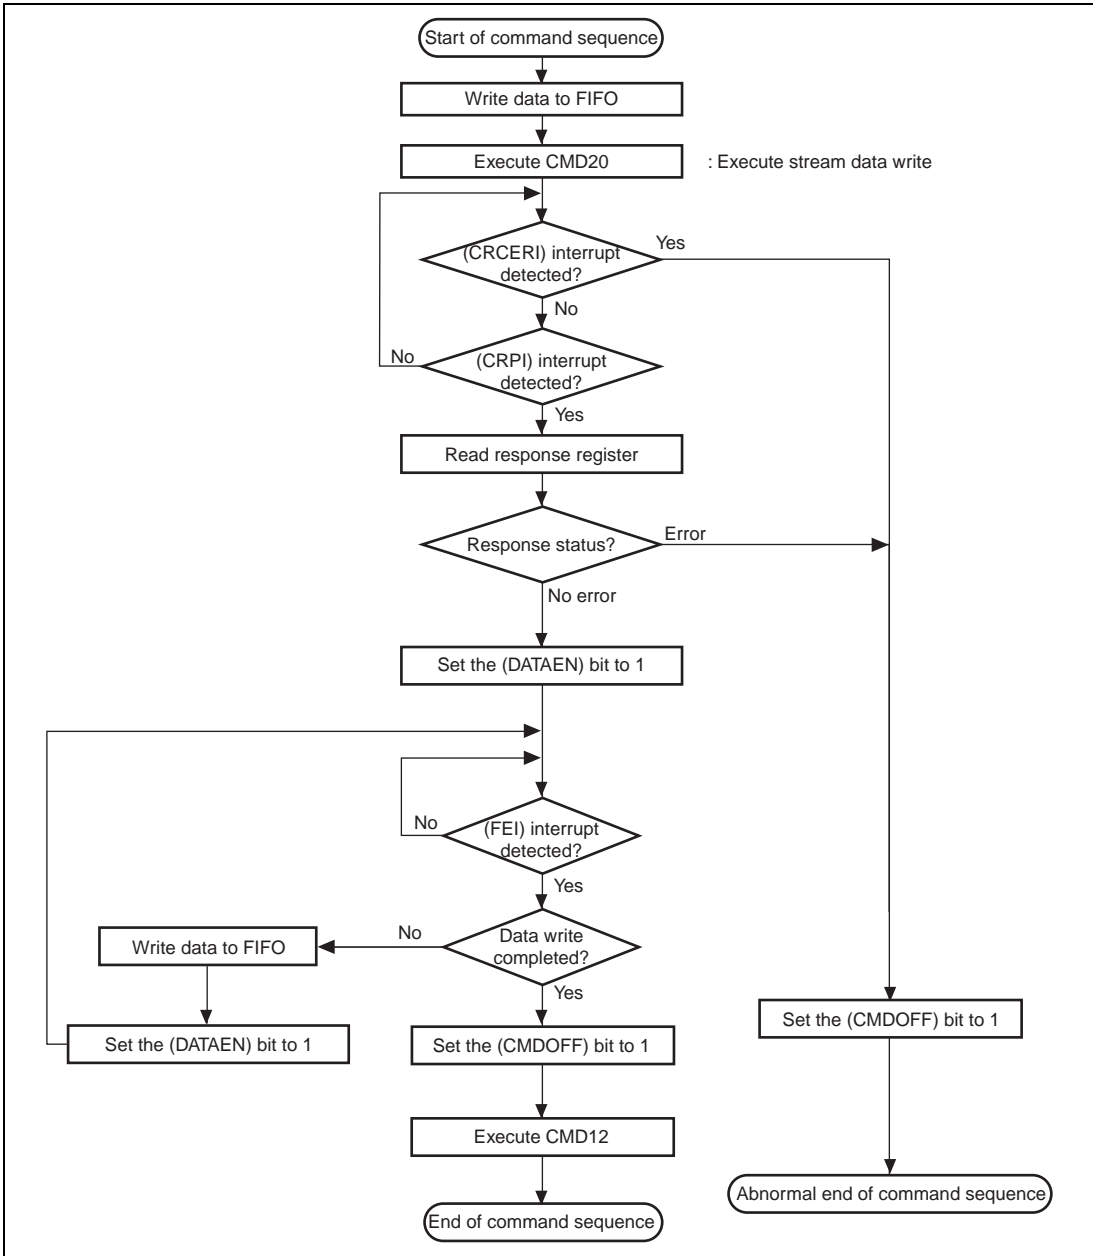 Start of command sequence
Write data to FIFO
Execute CMD20
: Execute stream data write
(CRCERI) interrupt
detected?
Yes
No
(CRPI) interrupt
detected?
No
Yes
Read response register
Response status?
Error
No error
Set the (DATAEN) bit to 1
(FEI) interrupt
detected?
No
Yes
Data write
completed?
No
Write data to FIFO
Yes
Set the (DATAEN) bit to 1
Set the (CMDOFF) bit to 1
Set the (CMDOFF) bit to 1
Execute CMD12
Abnormal end of command sequence
End of command sequence